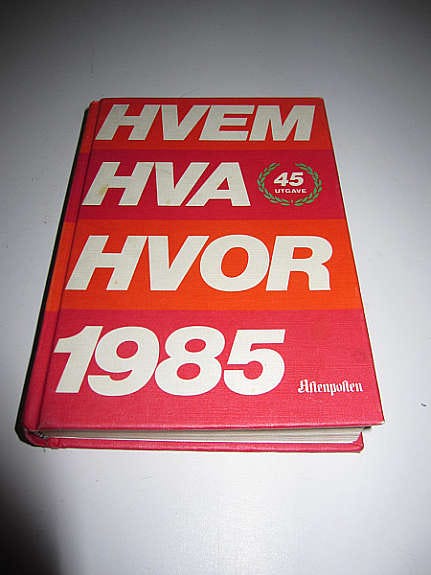 HVEM
HVA
45
UTGAVE
HVOR
1985
Aftenposten